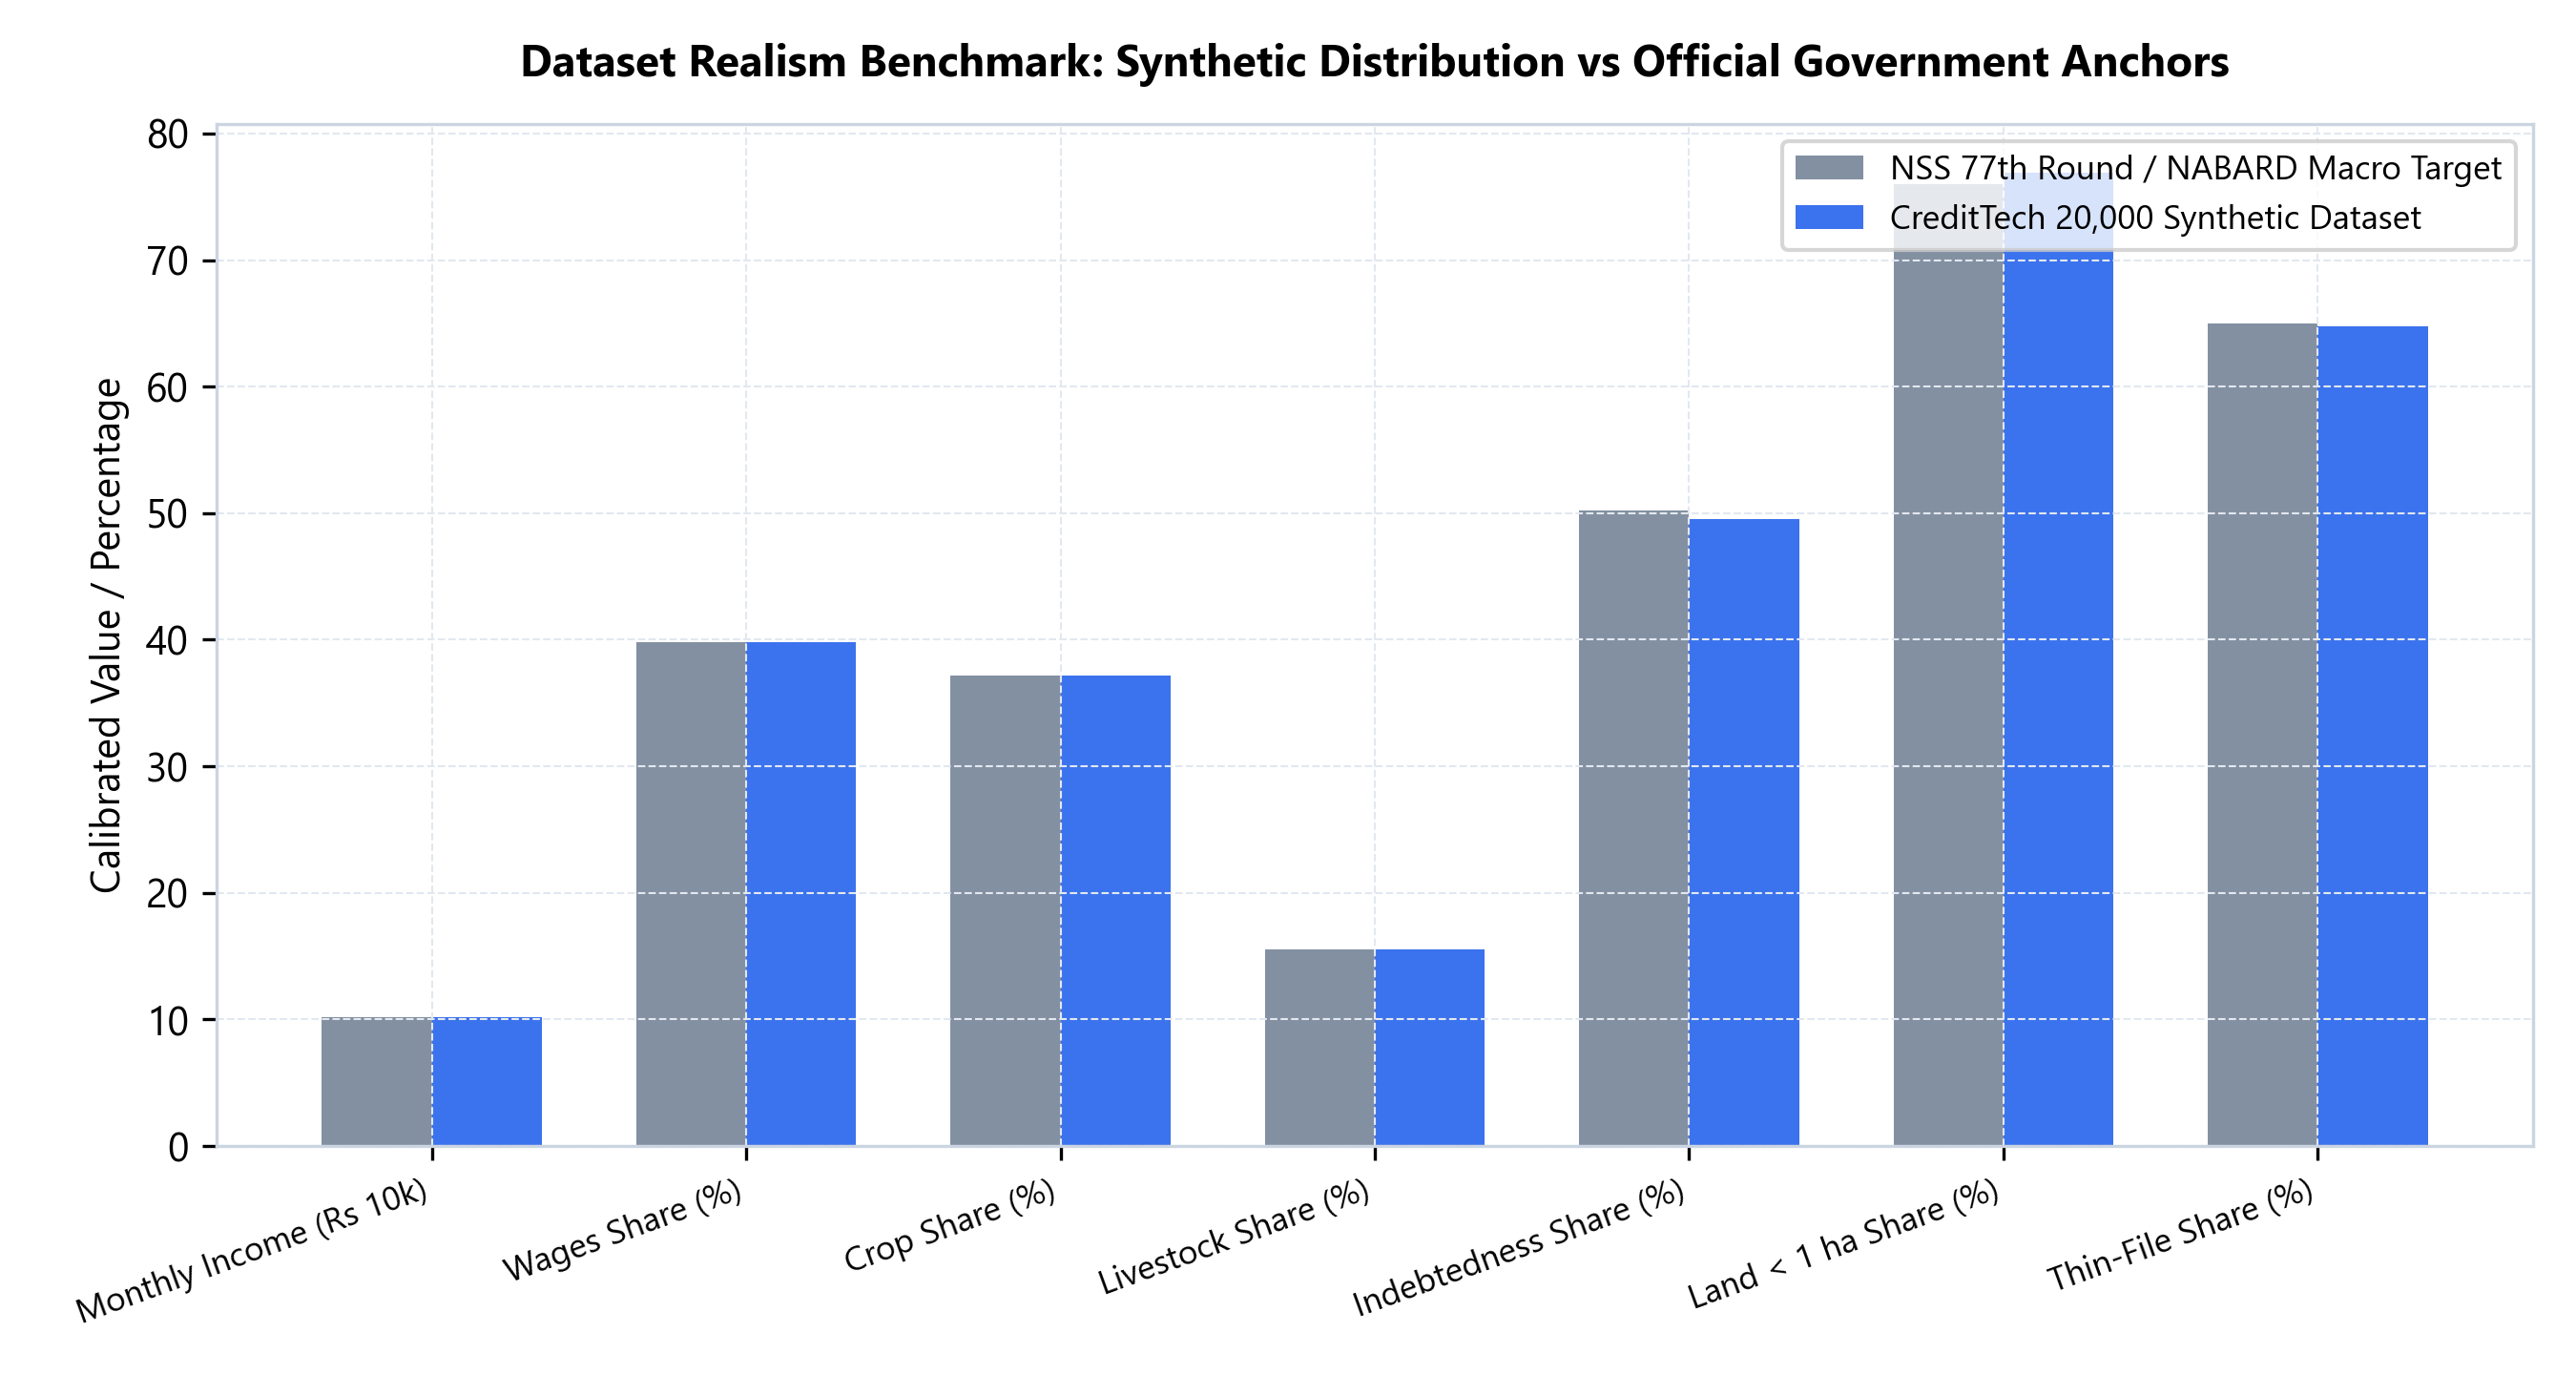 Dataset Realism Benchmark: Synthetic Distribution vs Official Government Anchors
NSS 77th Round / NABARD Macro Target
CreditTech 20,000 Synthetic Dataset
Calibrated Value / Percentage
80
70
60
50
40
30
20
10
0
Monthly Income (Rs 10k)
Wages Share (%)
Crop Share (%)
Livestock Share (%)
Indebtedness Share (%)
Land < 1 ha Share (%)
Thin-File Share (%)